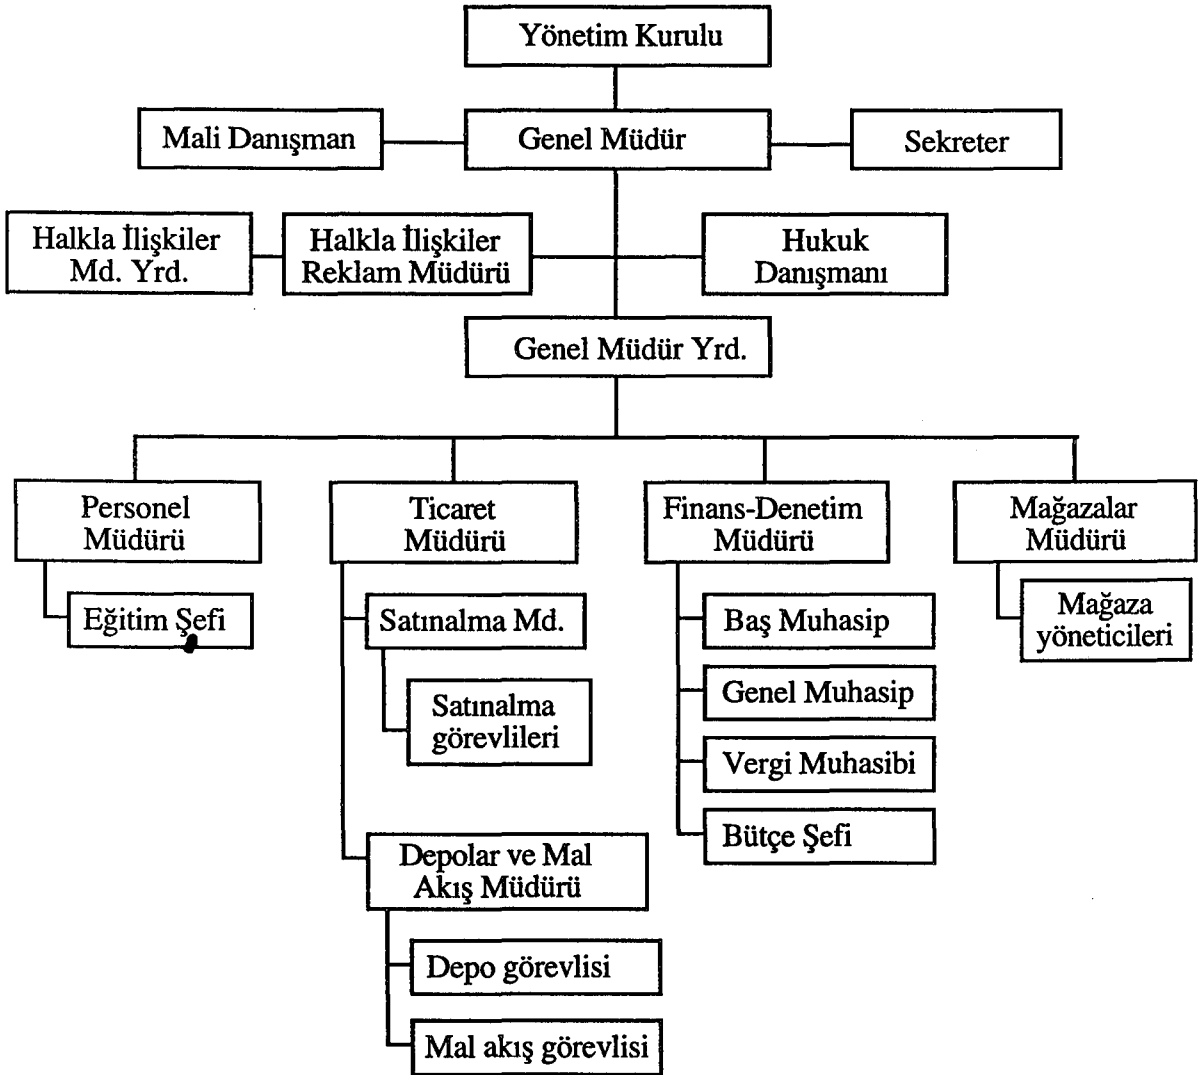 Yönetim Kurulu
Mali Danışman
Genel Müdür
Sekreter
Halkla İlişkiler
Md. Yrd.
Halkla İlişkiler
Reklam Müdürü
Hukuk
Danışmanı
Genel Müdür Yrd.
Personel
Müdürü
Ticaret
Müdürü
Finans-Denetim
Müdürü
Mağazalar
Müdürü
Eğitim Şefi
Satınalma Md.
Satınalma
görevlileri
Depolar ve Mal
Akış Müdürü
Depo görevlisi
Mal akış görevlisi
Baş Muhasip
Genel Muhasip
Vergi Muhasibi
Bütçe Şefi
Mağaza
yöneticileri